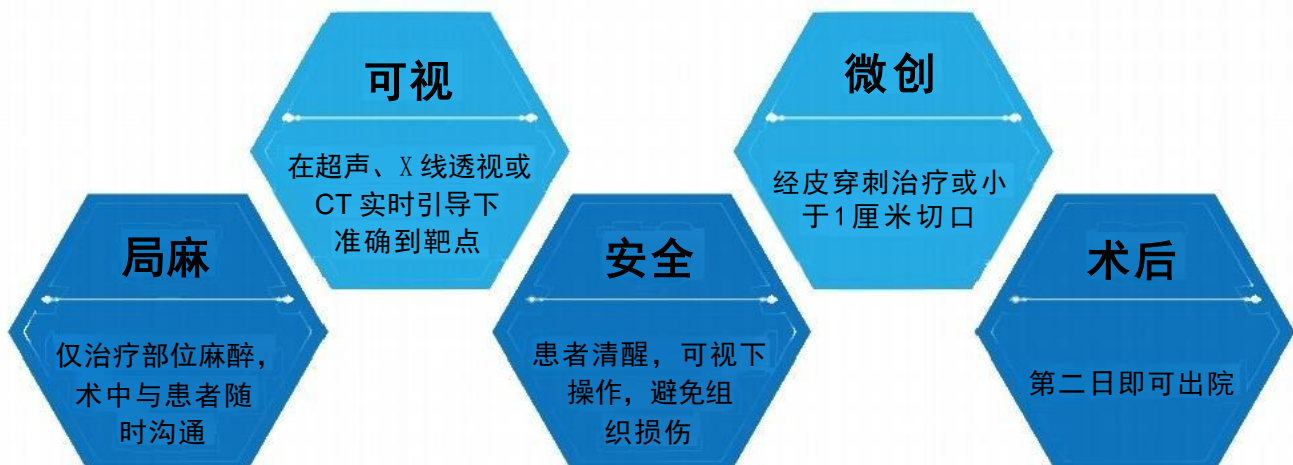 局麻
仅治疗部位麻醉，
术中与患者随
时沟通
可视
在超声、X 线透视或
CT 实时引导下
准确到靶点
安全
患者清醒，可视下
操作，避免组
织损伤
微创
经皮穿刺治疗或小
于1厘米切口
术后
第二日即可出院